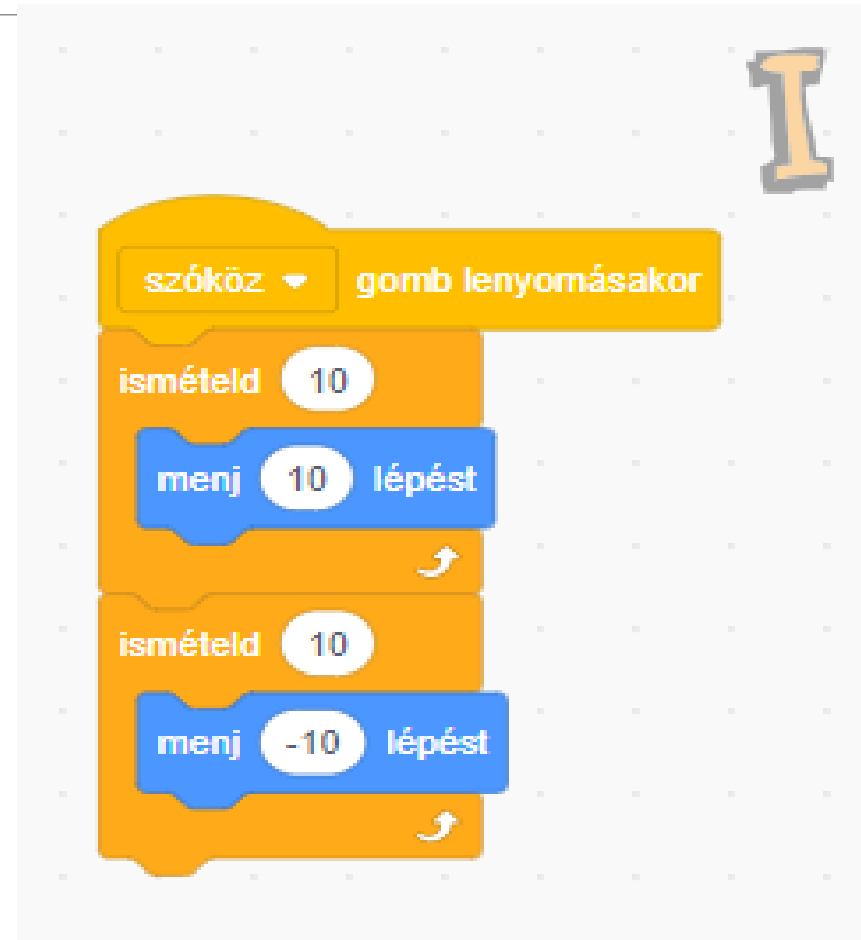 I
szóköz gomb lenyomásakor
ismételd 10
menj 10 lépést
ismételd 10
menj -10 lépést